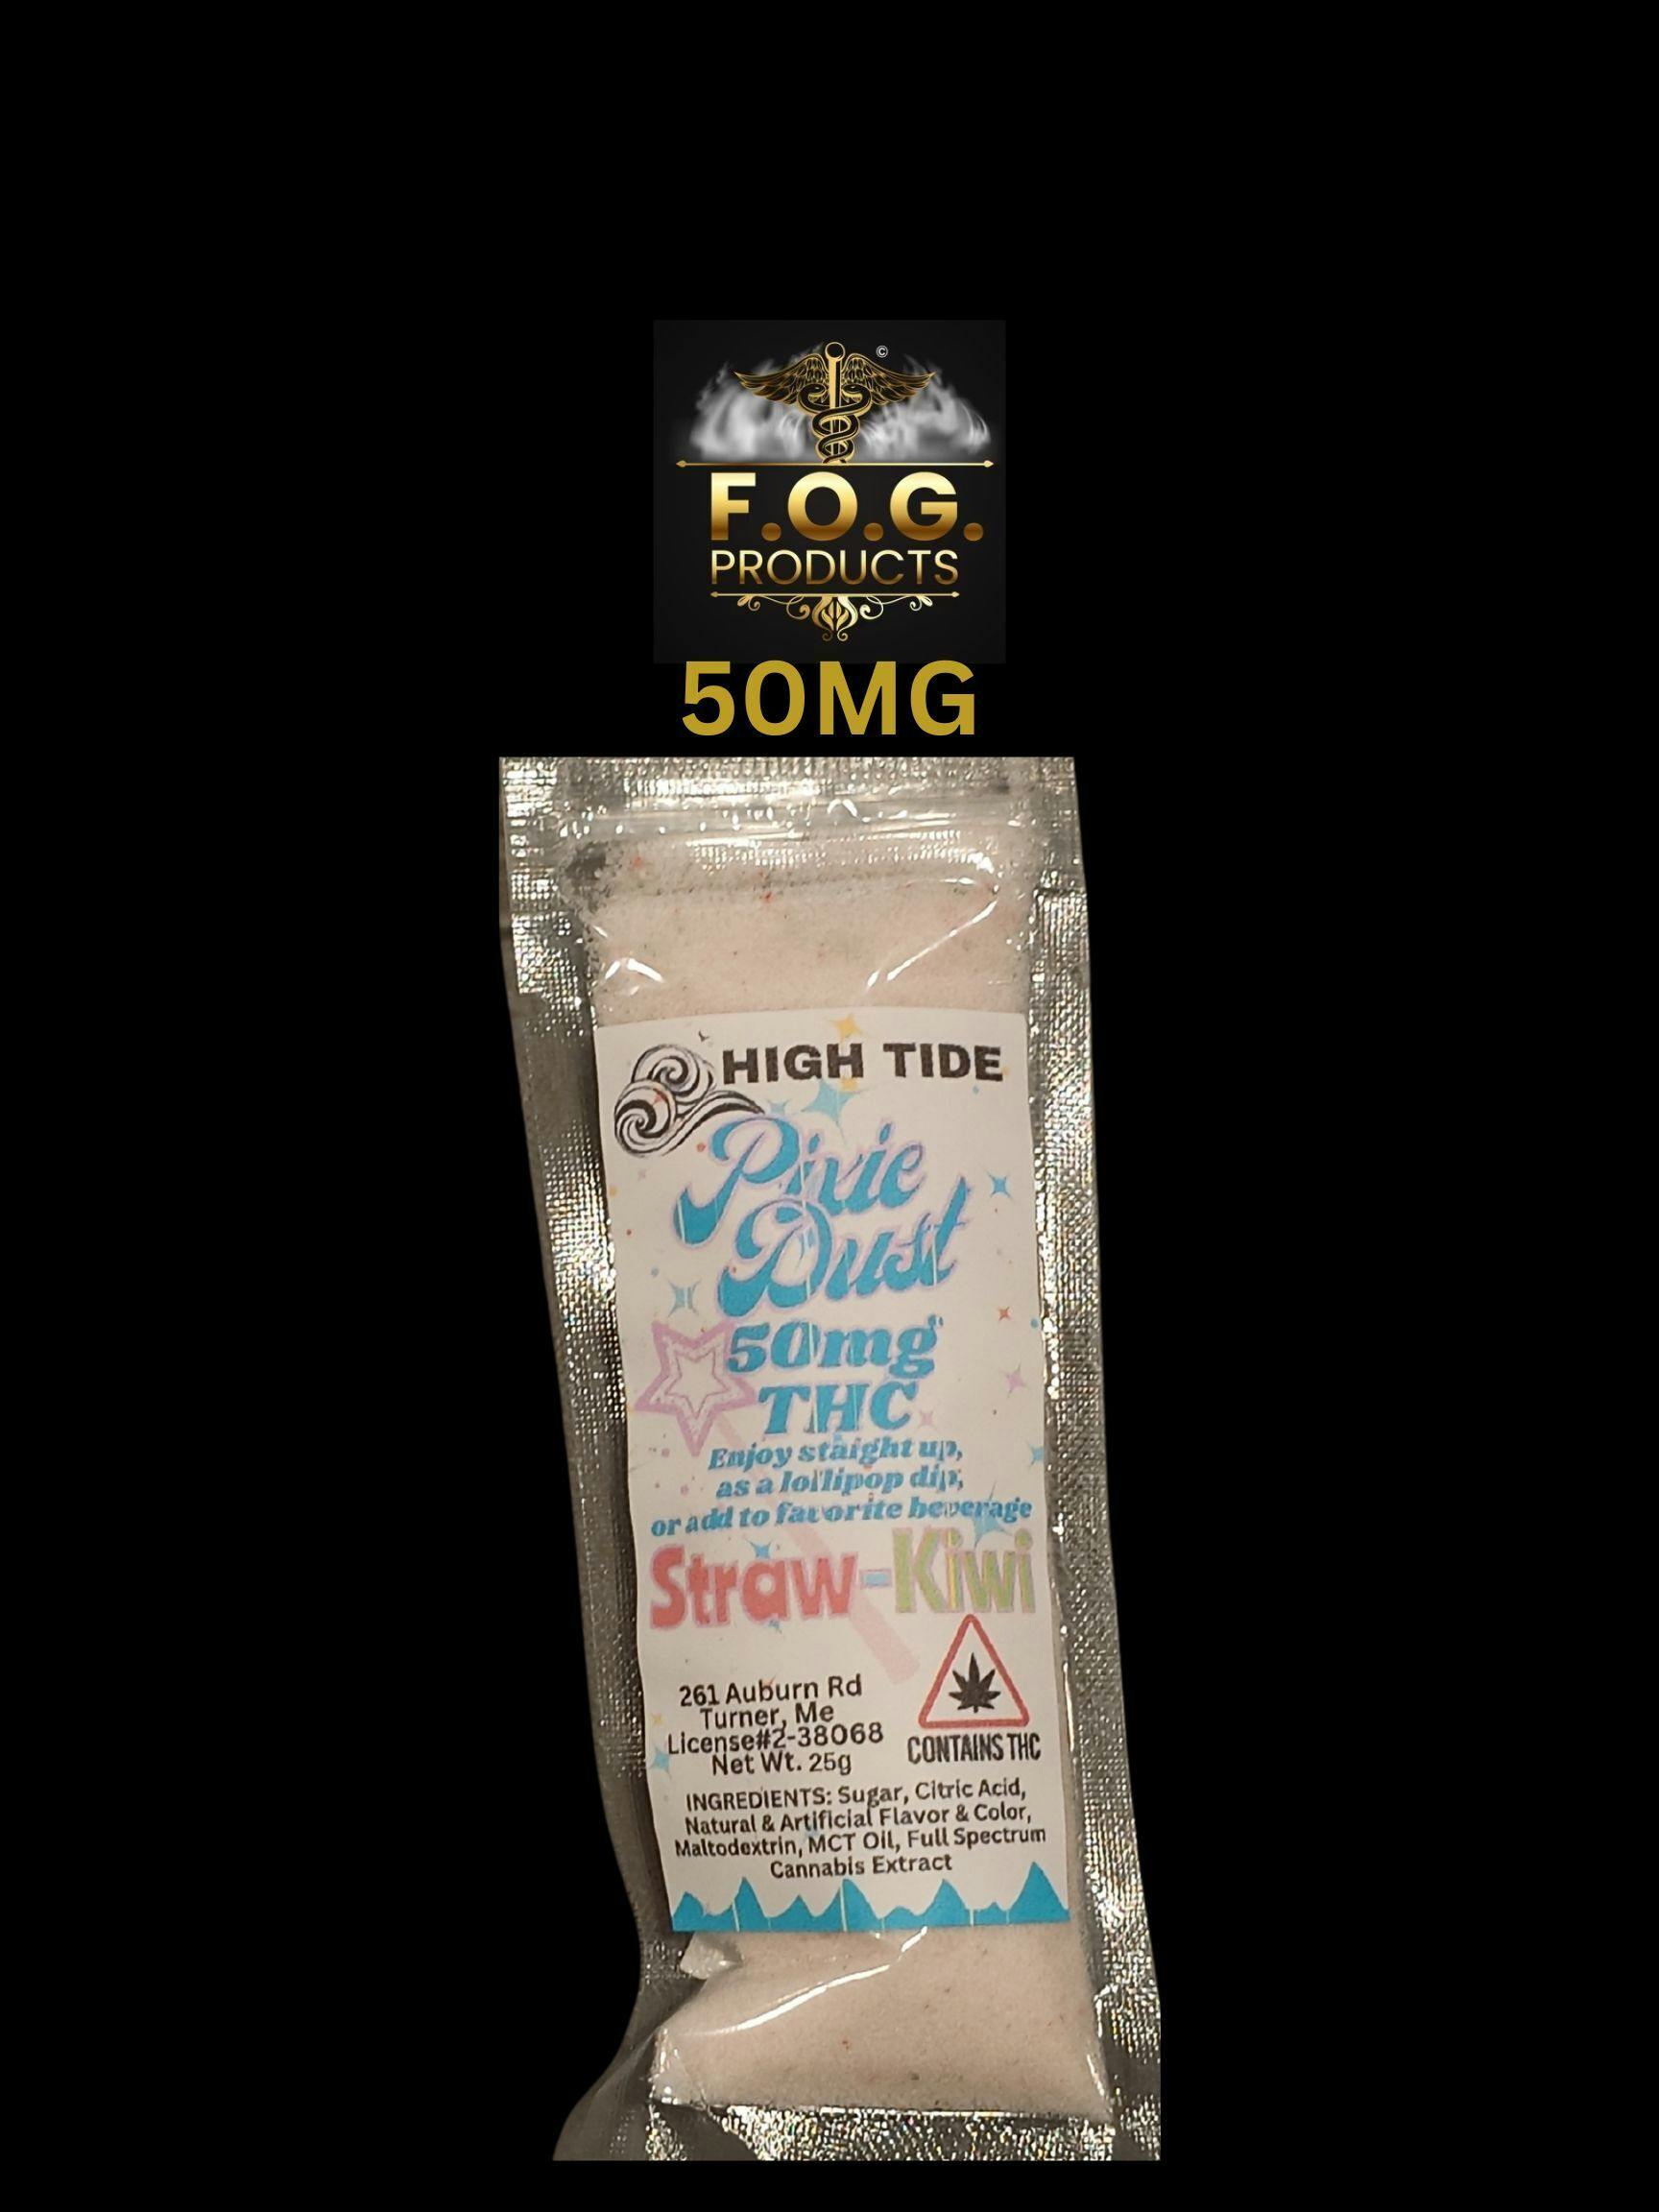 ©
F.O.G.
PRODUCTS
50MG
HIGH TIDE
Pixie
Dust
50mg
THC
Enjoy staight up,
as a lollipop dip,
or add to favorite beverage
Straw-Kiwi
261 Auburn Rd
Turner, Me
License#2-38068
Net Wt. 25g
CONTAINS THC
INGREDIENTS: Sugar, Citric Acid,
Natural & Artificial Flavor & Color,
Maltodextrin, MCT Oil, Full Spectrum
Cannabis Extract